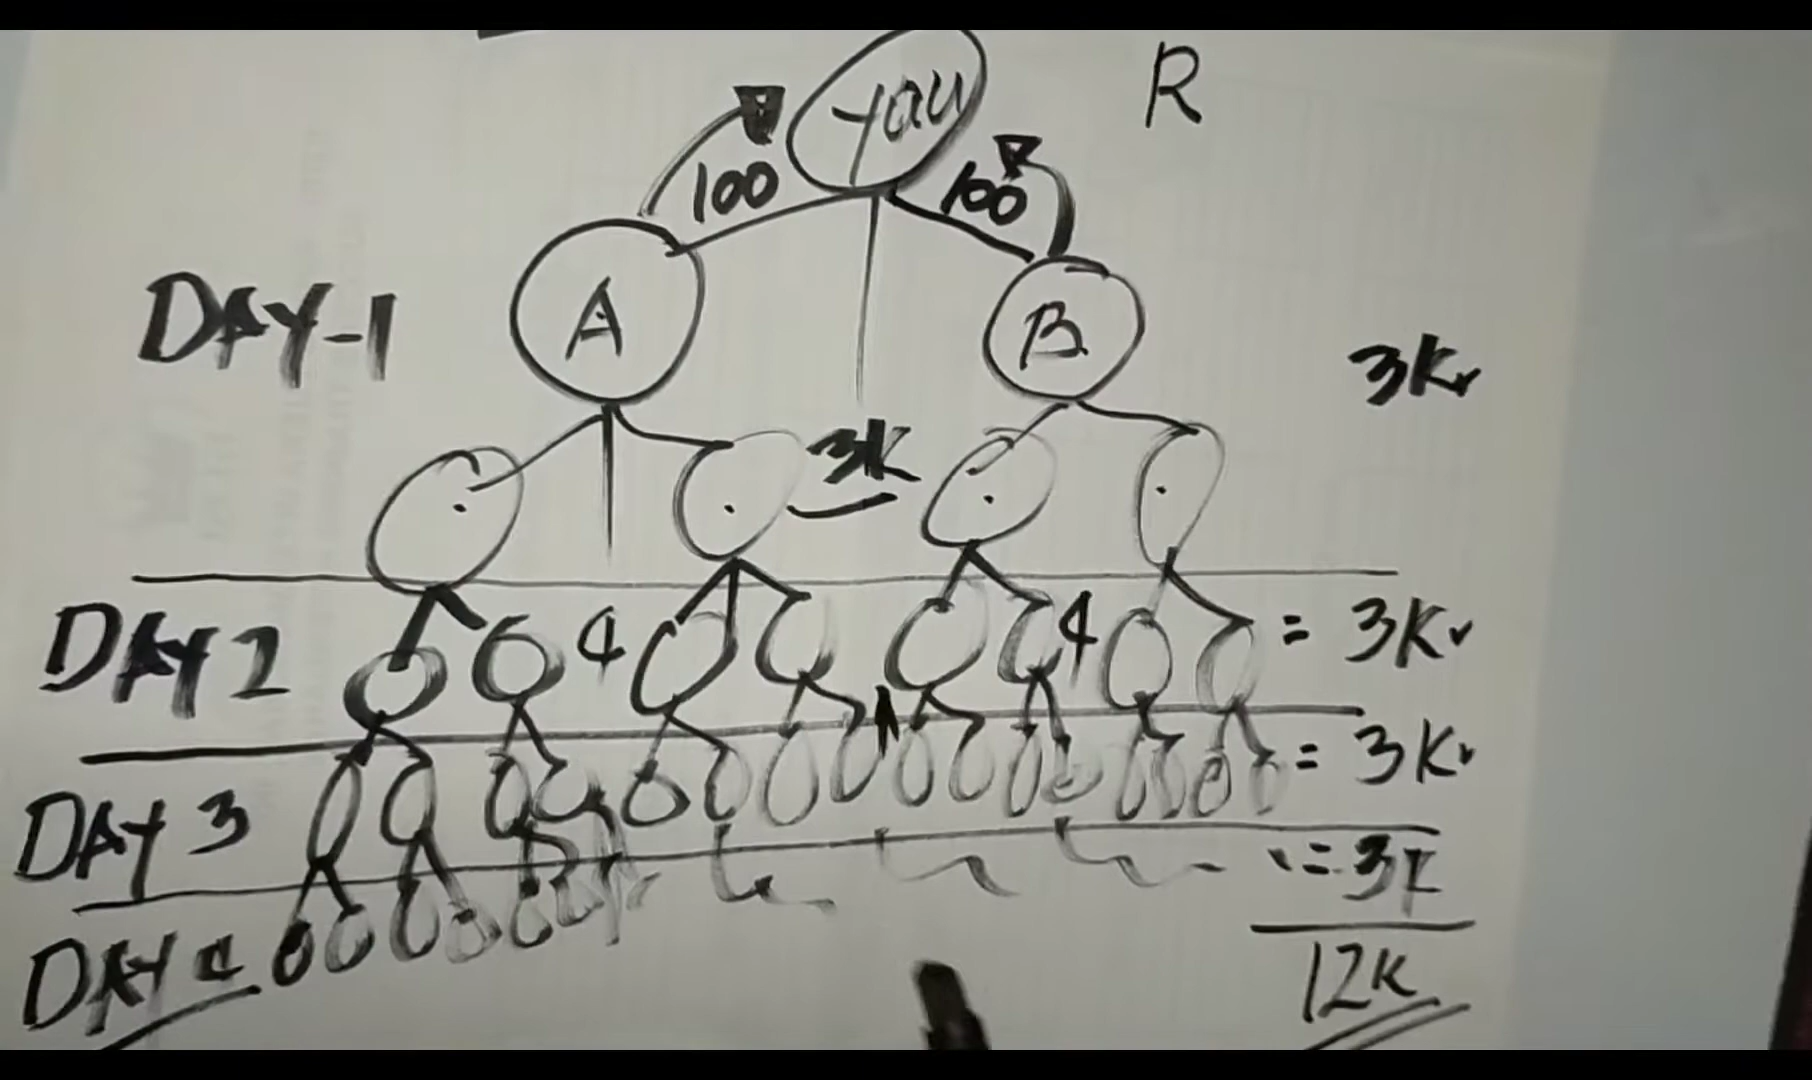 You
R
100
100
A
B
DAY-1
3K
3K
DAY 2
4
4
= 3K
= 3K
DAY 3
= 3K
DAY 4
12K